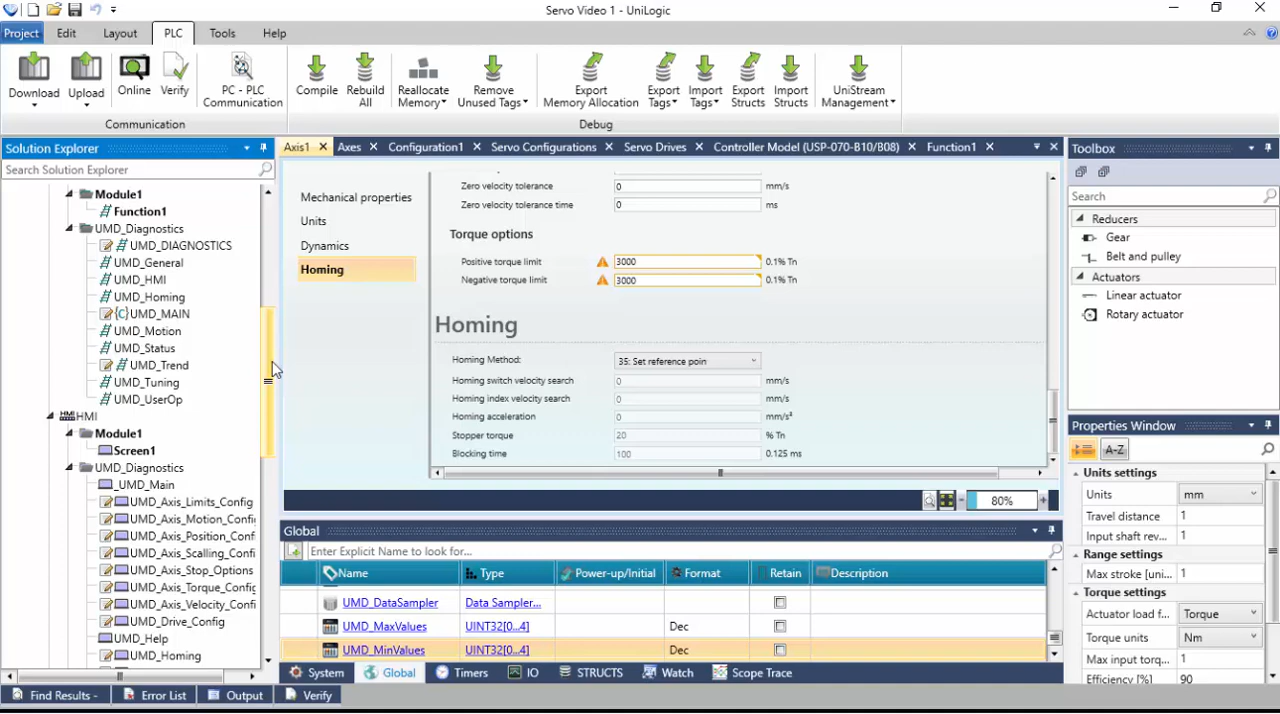 Servo Video 1 - UniLogic
Project Edit Layout PLC Tools Help
Download Upload Online Verify PC - PLC Communication Compile Rebuild All Reallocate Memory Remove Unused Tags Export Memory Allocation Export Tags Import Tags Export Structs Import Structs UniStream Management
Communication Debug
Solution Explorer
Search Solution Explorer
Module1
Function1
UMD_Diagnostics
UMD_DIAGNOSTICS
UMD_General
UMD_HMI
UMD_Homing
{C} UMD_MAIN
UMD_Motion
UMD_Status
UMD_Trend
UMD_Tuning
UMD_UserOp
HMI HMI
Module1
Screen1
UMD_Diagnostics
_UMD_Main
UMD_Axis_Limits_Config
UMD_Axis_Motion_Confi
UMD_Axis_Position_Conf
UMD_Axis_Scalling_Conf
UMD_Axis_Stop_Options
UMD_Axis_Torque_Config
UMD_Axis_Velocity_Conf
UMD_Drive_Config
UMD_Help
UMD_Homing
Axis1 Axes Configuration1 Servo Configurations Servo Drives Controller Model (USP-070-B10/B08) Function1
Mechanical properties
Units
Dynamics
Homing
Zero velocity tolerance 0 mm/s
Zero velocity tolerance time 0 ms
Torque options
Positive torque limit 3000 0.1% Tn
Negative torque limit 3000 0.1% Tn
Homing
Homing Method: 35: Set reference poin
Homing switch velocity search 0 mm/s
Homing index velocity search 0 mm/s
Homing acceleration 0 mm/s²
Stopper torque 20 % Tn
Blocking time 100 0.125 ms
80%
Global
Enter Explicit Name to look for...
Name Type Power-up/Initial Format Retain Description
UMD_DataSampler Data Sampler...
UMD_MaxValues UINT32[0...4] Dec
UMD_MinValues UINT32[0...4] Dec
System Global Timers IO STRUCTS Watch Scope Trace
Toolbox
Search
Reducers
Gear
Belt and pulley
Actuators
Linear actuator
Rotary actuator
Properties Window
A-Z
Units settings
Units mm
Travel distance 1
Input shaft rev... 1
Range settings
Max stroke [uni... 1
Torque settings
Actuator load f... Torque
Torque units Nm
Max input torq... 1
Efficiency [%] 90
Find Results - Error List Output Verify